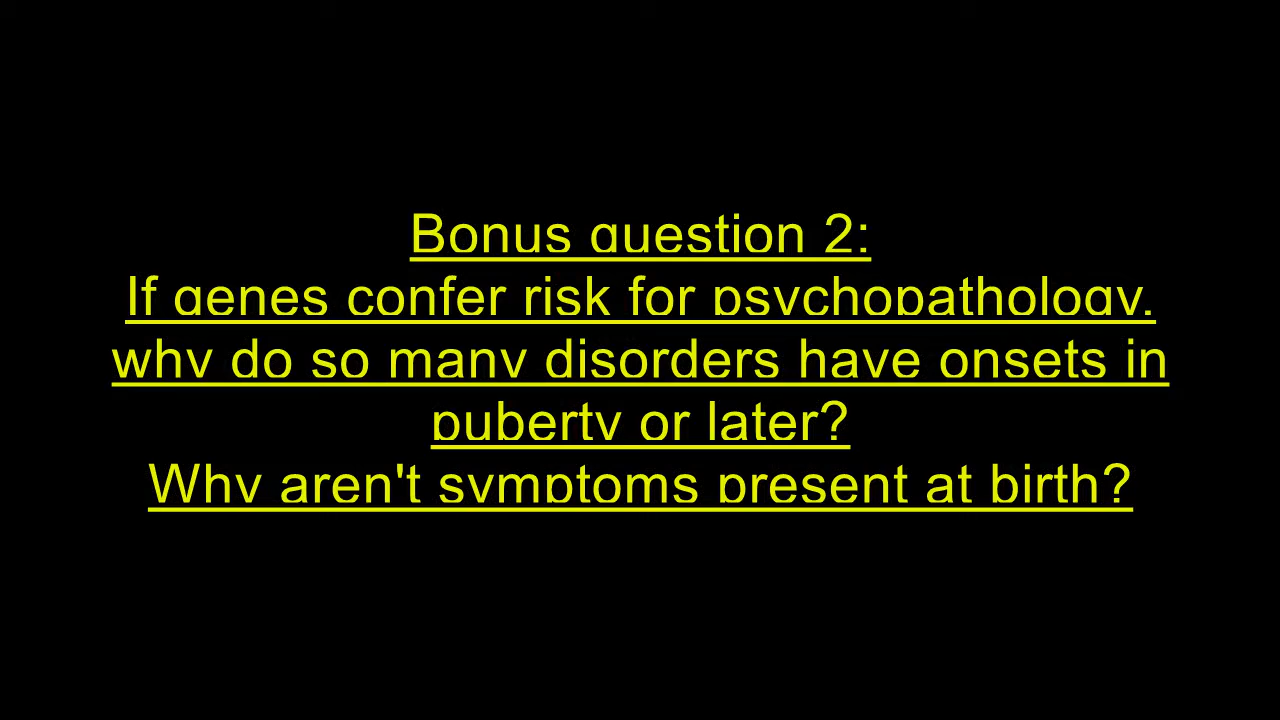 Bonus question 2:
If genes confer risk for psychopathology,
why do so many disorders have onsets in
puberty or later?
Why aren't symptoms present at birth?